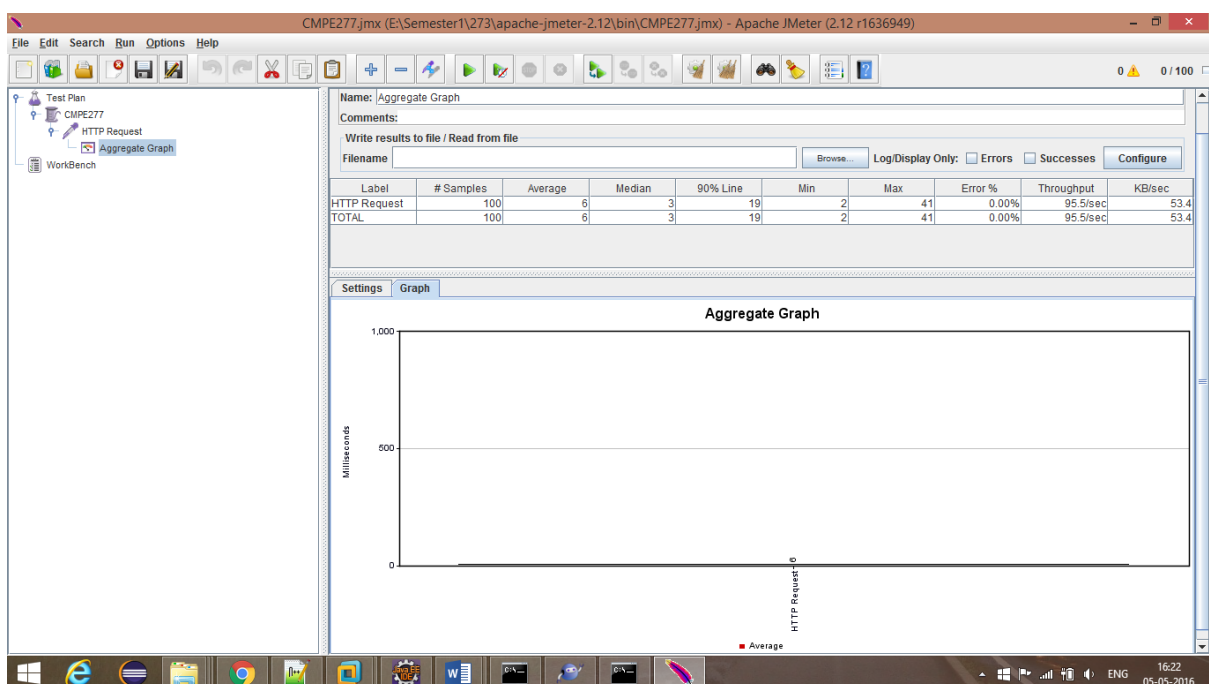 CMPE277.jmx (E:\Semester1\273\apache-jmeter-2.12\bin\CMPE277.jmx) - Apache JMeter (2.12 r1636949)
File Edit Search Run Options Help
0 0 / 100
Test Plan
CMPE277
HTTP Request
Aggregate Graph
WorkBench
Name: Aggregate Graph
Comments:
Write results to file / Read from file
Filename Browse... Log/Display Only: Errors Successes Configure
Label # Samples Average Median 90% Line Min Max Error % Throughput KB/sec
HTTP Request 100 6 3 19 2 41 0.00% 95.5/sec 53.4
TOTAL 100 6 3 19 2 41 0.00% 95.5/sec 53.4
Settings Graph
Aggregate Graph
1,000
500
0
Milliseconds
6
HTTP Request
Average
ENG 16:22
05-05-2016